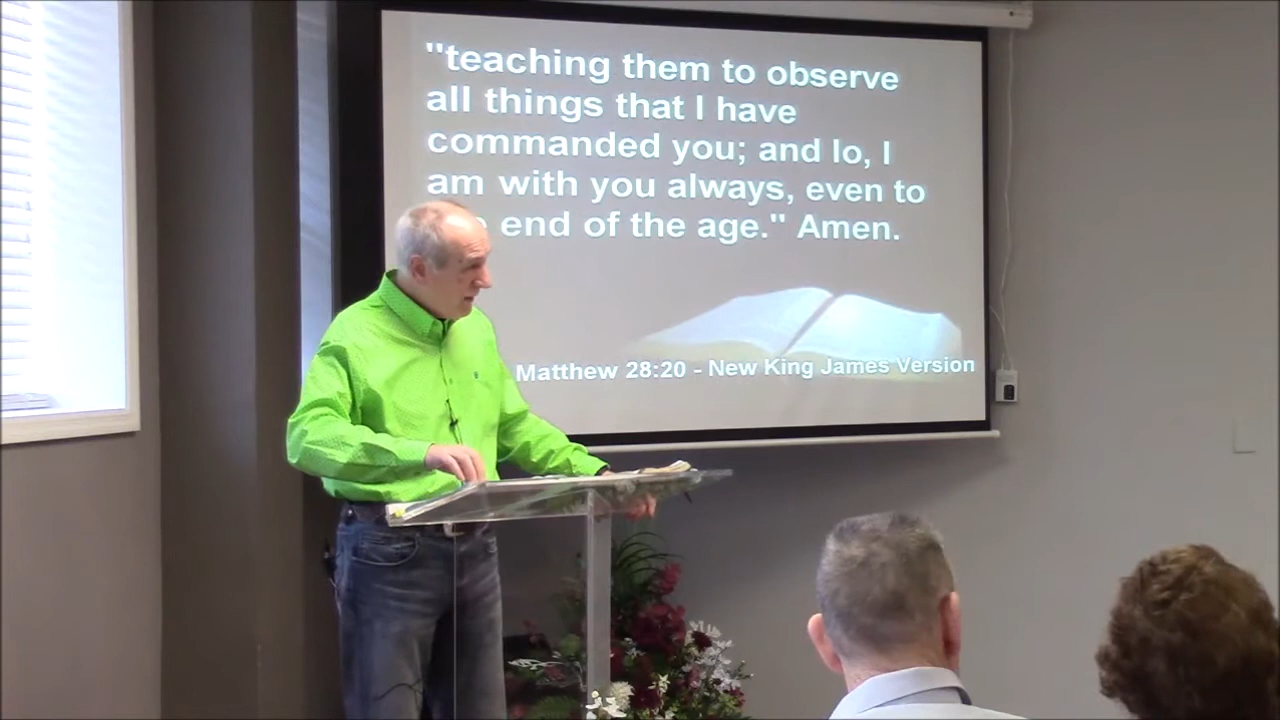 "teaching them to observe
all things that I have
commanded you; and lo, I
am with you always, even to
end of the age." Amen.
Matthew 28:20 - New King James Version